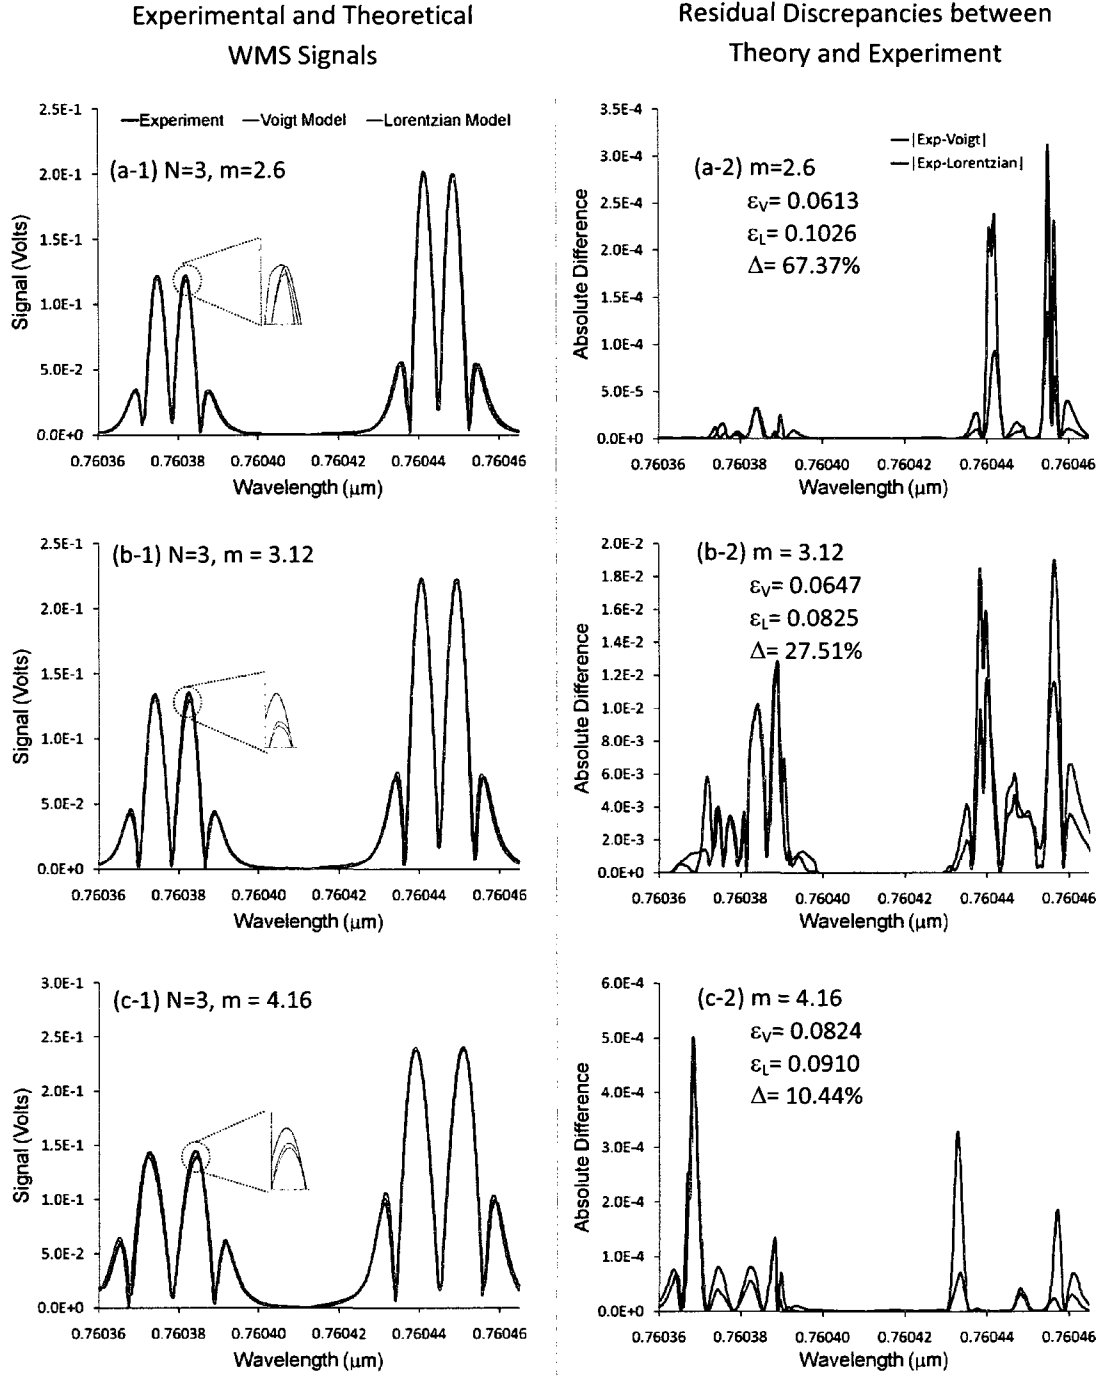 Experimental and Theoretical
WMS Signals
Residual Discrepancies between
Theory and Experiment
2.5E-1
2.0E-1
1.5E-1
1.0E-1
5.0E-2
0.0E+0
Signal (Volts)
Experiment Voigt Model Lorentzian Model
(a-1) N=3, m=2.6
0.76036 0.76038 0.76040 0.76042 0.76044 0.76046
Wavelength (μm)
3.5E-4
3.0E-4
2.5E-4
2.0E-4
1.5E-4
1.0E-4
5.0E-5
0.0E+0
Absolute Difference
|Exp-Voigt|
|Exp-Lorentzian|
(a-2) m=2.6
εV= 0.0613
εL= 0.1026
Δ= 67.37%
0.76036 0.76038 0.76040 0.76042 0.76044 0.76046
Wavelength (μm)
2.5E-1
2.0E-1
1.5E-1
1.0E-1
5.0E-2
0.0E+0
Signal (Volts)
(b-1) N=3, m = 3.12
0.76036 0.76038 0.76040 0.76042 0.76044 0.76046
Wavelength (μm)
2.0E-2
1.8E-2
1.6E-2
1.4E-2
1.2E-2
1.0E-2
8.0E-3
6.0E-3
4.0E-3
2.0E-3
0.0E+0
Absolute Difference
(b-2) m = 3.12
εV= 0.0647
εL= 0.0825
Δ= 27.51%
0.76036 0.76038 0.76040 0.76042 0.76044 0.76046
Wavelength (μm)
3.0E-1
2.5E-1
2.0E-1
1.5E-1
1.0E-1
5.0E-2
0.0E+0
Signal (Volts)
(c-1) N=3, m = 4.16
0.76036 0.76038 0.76040 0.76042 0.76044 0.76046
Wavelength (μm)
6.0E-4
5.0E-4
4.0E-4
3.0E-4
2.0E-4
1.0E-4
0.0E+0
Absolute Difference
(c-2) m = 4.16
εV= 0.0824
εL= 0.0910
Δ= 10.44%
0.76036 0.76038 0.76040 0.76042 0.76044 0.76046
Wavelength (μm)